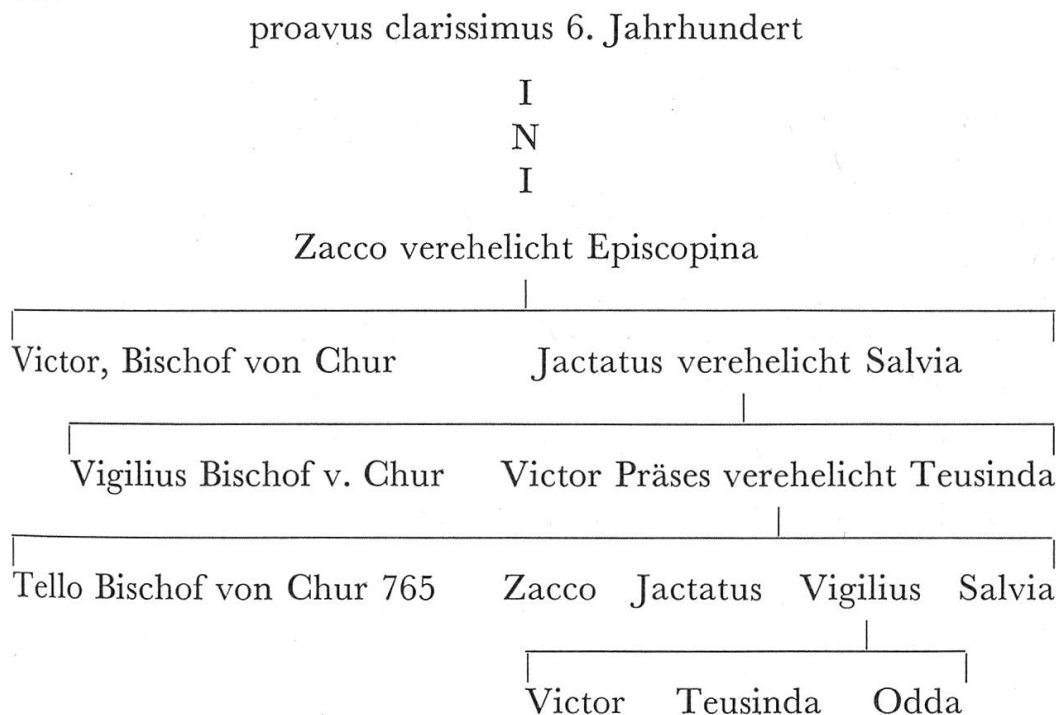 proavus clarissimus 6. Jahrhundert
I
N
I
Zacco verehelicht Episcopina
Victor, Bischof von Chur Jactatus verehelicht Salvia
Vigilius Bischof v. Chur Victor Präses verehelicht Teusinda
Tello Bischof von Chur 765 Zacco Jactatus Vigilius Salvia
Victor Teusinda Odda